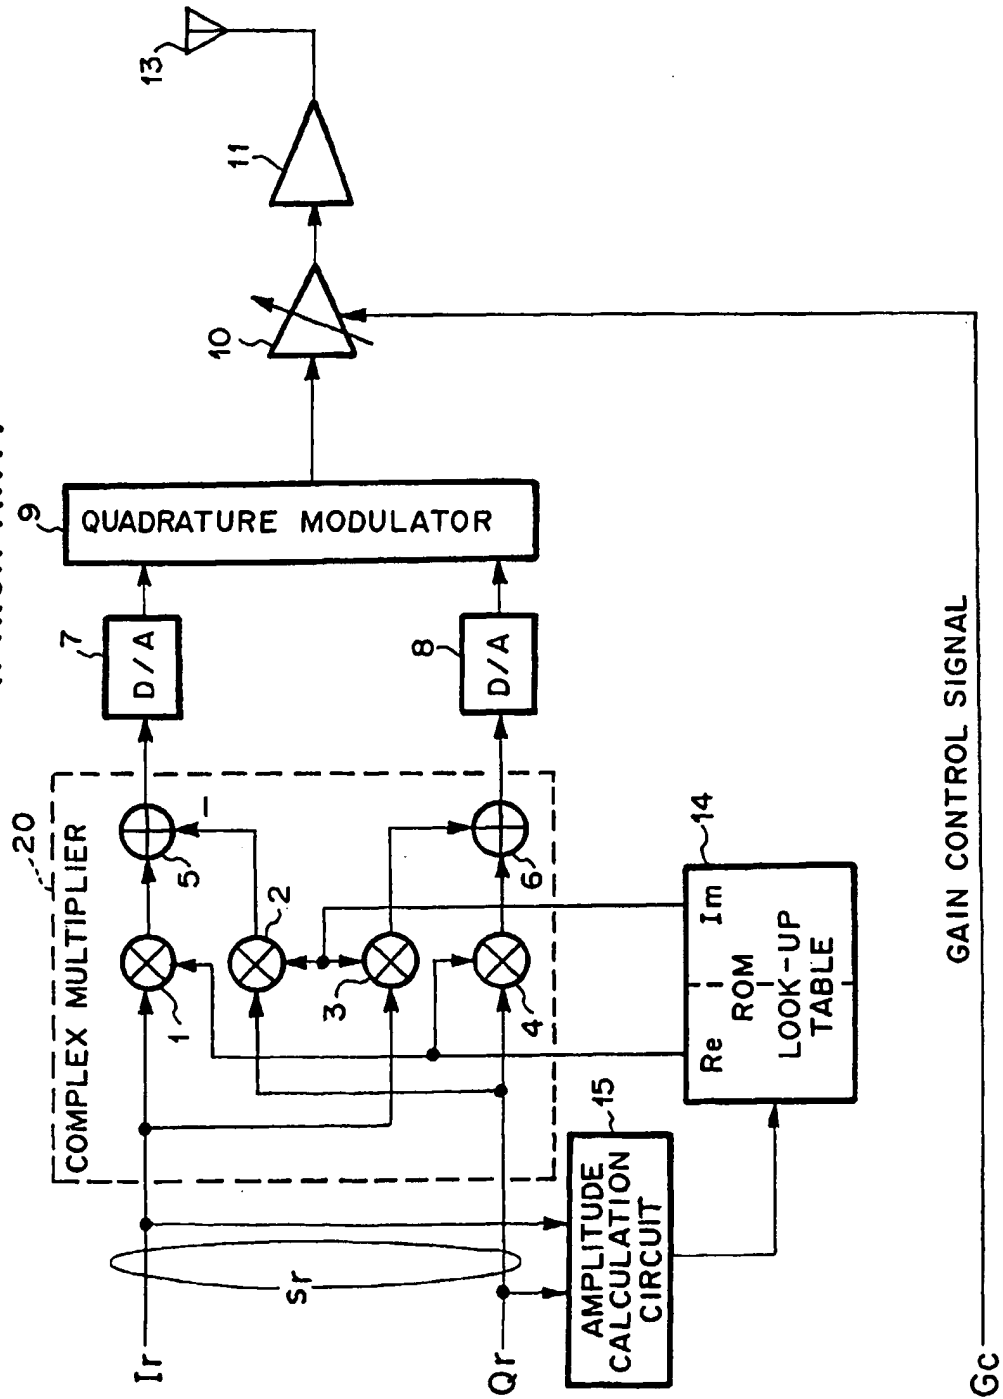 13
11
10
9
QUADRATURE MODULATOR
7
D/A
8
D/A
20
COMPLEX MULTIPLIER
5
–
6
1
2
3
4
14
Re
Im
ROM
LOOK-UP
TABLE
15
AMPLITUDE
CALCULATION
CIRCUIT
Sr
Ir
Qr
Gc
GAIN CONTROL SIGNAL